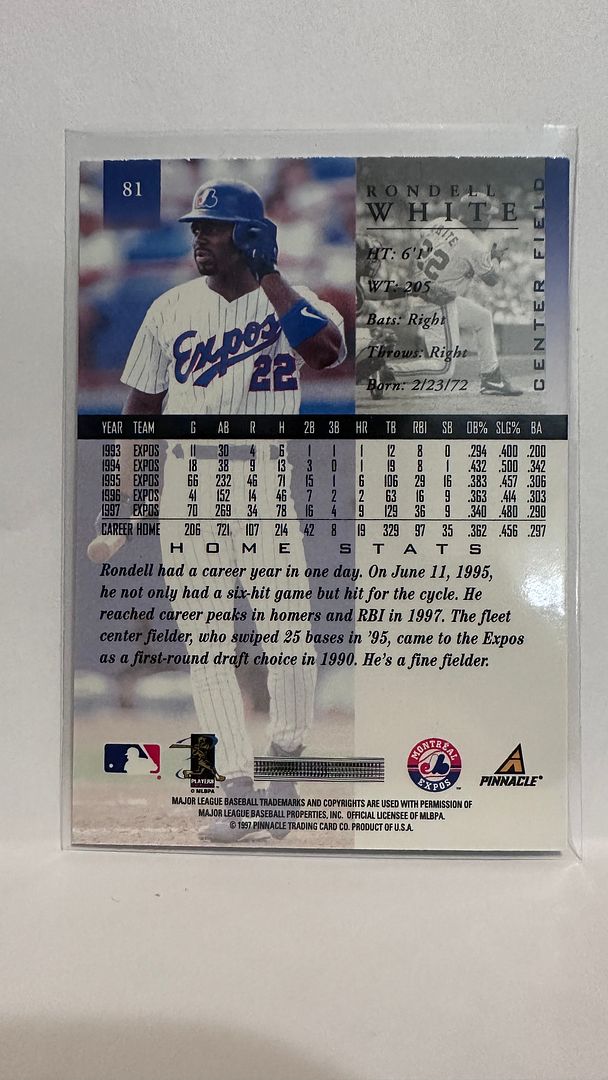 81
RONDELL
WHITE
HT: 6'1"
WT: 205
Bats: Right
Throws: Right
Born: 2/23/72
CENTER FIELD
Expos
22
WHITE
22
YEAR TEAM G AB R H 2B 3B HR TB RBI SB OB% SLG% BA
1993 EXPOS 11 30 4 6 1 1 1 12 8 0 .294 .400 .200
1994 EXPOS 18 38 9 13 3 0 1 19 8 1 .432 .500 .342
1995 EXPOS 66 232 46 71 15 1 6 106 29 16 .383 .457 .306
1996 EXPOS 41 152 14 46 7 2 2 63 16 9 .363 .414 .303
1997 EXPOS 70 269 34 78 16 4 9 129 36 9 .340 .480 .290
CAREER HOME 206 721 107 214 42 8 19 329 97 35 .362 .456 .297
HOME STATS
Rondell had a career year in one day. On June 11, 1995,
he not only had a six-hit game but hit for the cycle. He
reached career peaks in homers and RBI in 1997. The fleet
center fielder, who swiped 25 bases in '95, came to the Expos
as a first-round draft choice in 1990. He's a fine fielder.
PLAYERS
© MLBPA
MONTRÉAL
EXPOS
™
PINNACLE®
MAJOR LEAGUE BASEBALL TRADEMARKS AND COPYRIGHTS ARE USED WITH PERMISSION OF
MAJOR LEAGUE BASEBALL PROPERTIES, INC. OFFICIAL LICENSEE OF MLBPA.
© 1997 PINNACLE TRADING CARD CO. PRODUCT OF U.S.A.